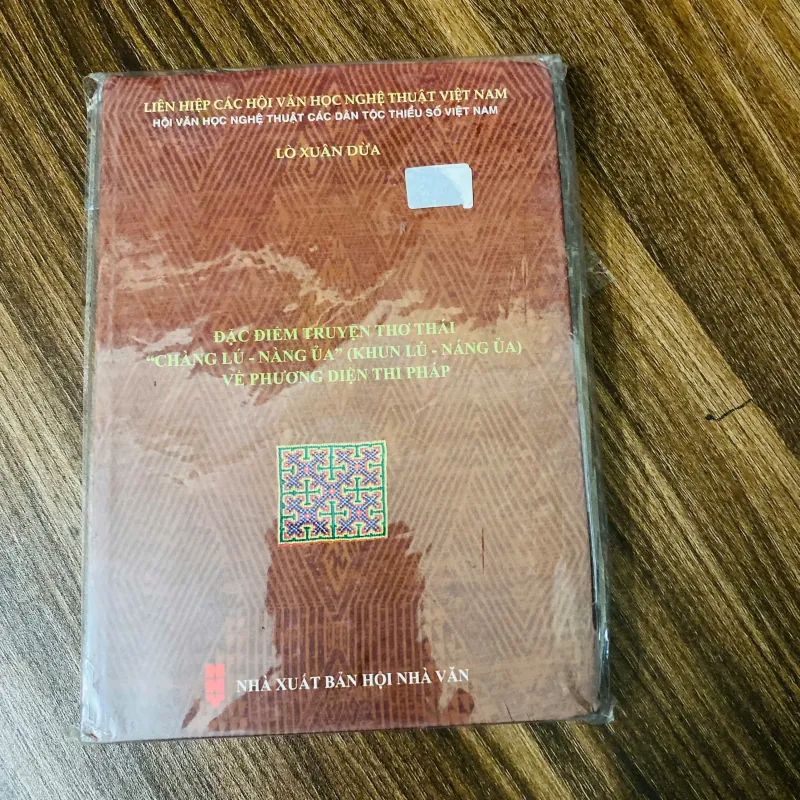 LIÊN HIỆP CÁC HỘI VĂN HỌC NGHỆ THUẬT VIỆT NAM
HỘI VĂN HỌC NGHỆ THUẬT CÁC DÂN TỘC THIỂU SỐ VIỆT NAM
LÒ XUÂN DỪA
ĐẶC ĐIỂM TRUYỆN THƠ THÁI
“CHÀNG LÚ - NÀNG ỦA” (KHUN LÚ - NÁNG ỦA)
VỀ PHƯƠNG DIỆN THI PHÁP
NHÀ XUẤT BẢN HỘI NHÀ VĂN